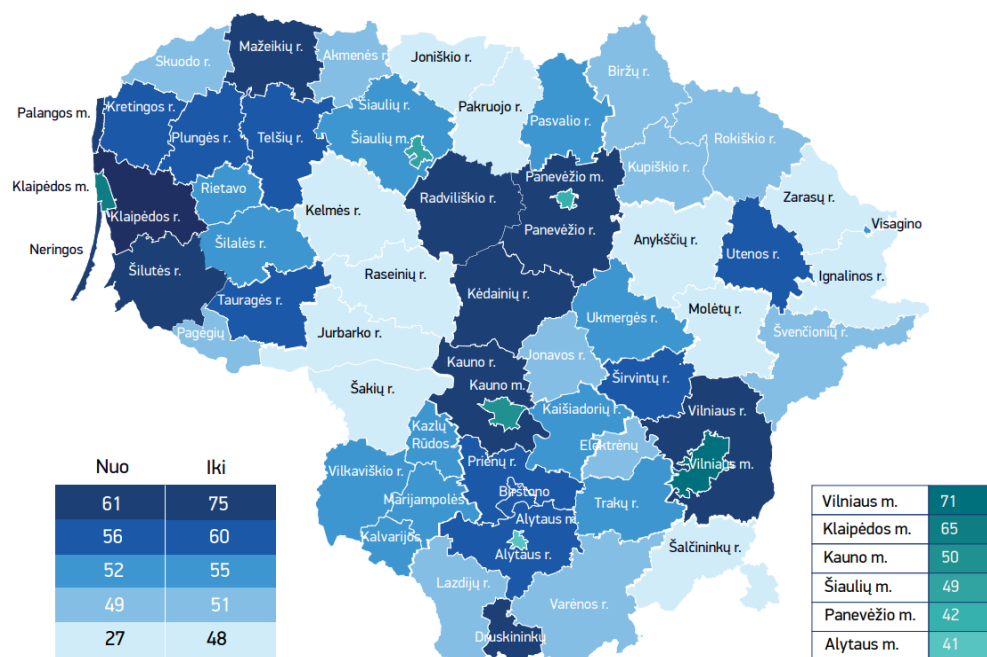 Mažeikių r.
Skuodo r.
Akmenės r.
Joniškio r.
Biržų r.
Palangos m.
Kretingos r.
Plungės r.
Telšių r.
Šiaulių r.
Šiaulių m.
Pakruojo r.
Pasvalio r.
Rokiškio r.
Kupiškio r.
Klaipėdos m.
Klaipėdos r.
Rietavo
Kelmės r.
Radviliškio r.
Panevėžio m.
Panevėžio r.
Zarasų r.
Visagino
Anykščių r.
Utenos r.
Ignalinos r.
Neringos
Šilutės r.
Šilalės r.
Raseinių r.
Kėdainių r.
Tauragės r.
Ukmergės r.
Molėtų r.
Švenčionių r.
Pagėgių
Jurbarko r.
Jonavos r.
Kauno r.
Kauno m.
Širvintų r.
Šakių r.
Kaišiadorių r.
Vilniaus r.
Kazlų
Rūdos
Elektrėnų
Vilkaviškio r.
Prienų r.
Vilniaus m.
Marijampolės
Birštono
Trakų r.
Alytaus m.
Kalvarijos
Alytaus r.
Šalčininkų r.
Lazdijų r.
Varėnos r.
Druskininkų
Nuo Iki
61 75
56 60
52 55
49 51
27 48
Vilniaus m. 71
Klaipėdos m. 65
Kauno m. 50
Šiaulių m. 49
Panevėžio m. 42
Alytaus m. 41